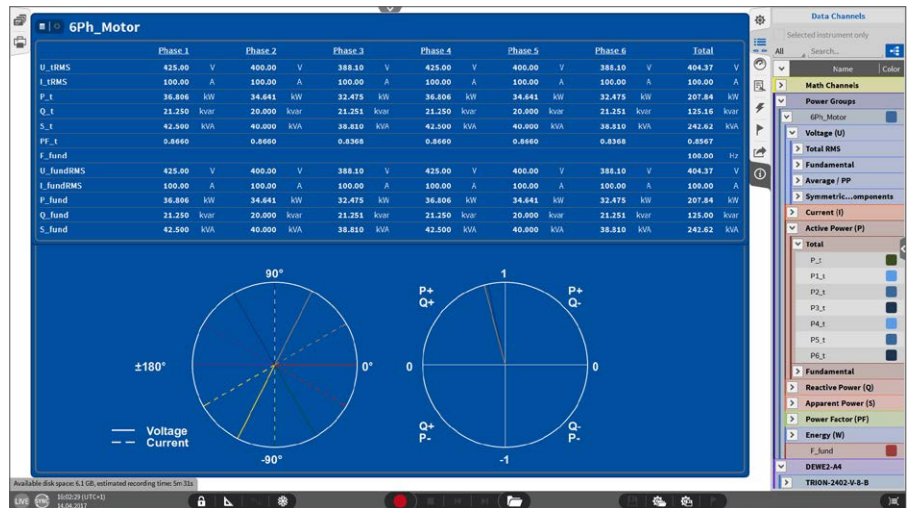 6Ph_Motor
Phase 1 Phase 2 Phase 3 Phase 4 Phase 5 Phase 6 Total
U_tRMS 425.00 V 400.00 V 388.10 V 425.00 V 400.00 V 388.10 V 404.37 V
I_tRMS 100.00 A 100.00 A 100.00 A 100.00 A 100.00 A 100.00 A 100.00 A
P_t 36.806 kW 34.641 kW 32.475 kW 36.806 kW 34.641 kW 32.475 kW 207.84 kW
Q_t 21.250 kvar 20.000 kvar 21.251 kvar 21.250 kvar 20.000 kvar 21.251 kvar 125.16 kvar
S_t 42.500 kVA 40.000 kVA 38.810 kVA 42.500 kVA 40.000 kVA 38.810 kVA 242.62 kVA
PF_t 0.8660 0.8660 0.8368 0.8660 0.8660 0.8368 0.8567
F_fund 100.00 Hz
U_fundRMS 425.00 V 400.00 V 388.10 V 425.00 V 400.00 V 388.10 V 404.37 V
I_fundRMS 100.00 A 100.00 A 100.00 A 100.00 A 100.00 A 100.00 A 100.00 A
P_fund 36.806 kW 34.641 kW 32.475 kW 36.806 kW 34.641 kW 32.475 kW 207.84 kW
Q_fund 21.250 kvar 20.000 kvar 21.251 kvar 21.250 kvar 20.000 kvar 21.251 kvar 125.00 kvar
S_fund 42.500 kVA 40.000 kVA 38.810 kVA 42.500 kVA 40.000 kVA 38.810 kVA 242.62 kVA
90°
±180°
0°
-90°
Voltage
Current
1
P+
Q+
P+
Q-
0
0
Q+
P-
Q-
P-
-1
Data Channels
Selected instrument only
All Search...
Name Color
Math Channels
Power Groups
6Ph_Motor
Voltage (U)
Total RMS
Fundamental
Average / PP
Symmetric...omponents
Current (I)
Active Power (P)
Total
P_t
P1_t
P2_t
P3_t
P4_t
P5_t
P6_t
Fundamental
Reactive Power (Q)
Apparent Power (S)
Power Factor (PF)
Energy (W)
F_fund
DEWE2-A4
TRION-2402-V-8-B
Available disk space: 6.1 GB, estimated recording time: 5m 31s
LIVE SYNC 16:02:29 (UTC+1)
14.04.2017